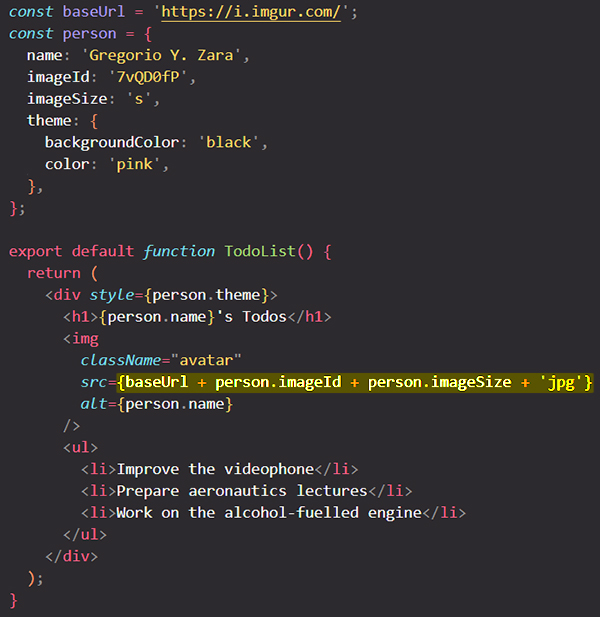 const baseUrl = 'https://i.imgur.com/';
const person = {
  name: 'Gregorio Y. Zara',
  imageId: '7vQD0fP',
  imageSize: 's',
  theme: {
    backgroundColor: 'black',
    color: 'pink',
  },
};

export default function TodoList() {
  return (
    <div style={person.theme}>
      <h1>{person.name}'s Todos</h1>
      <img
        className="avatar"
        src={baseUrl + person.imageId + person.imageSize + 'jpg'}
        alt={person.name}
      />
      <ul>
        <li>Improve the videophone</li>
        <li>Prepare aeronautics lectures</li>
        <li>Work on the alcohol-fuelled engine</li>
      </ul>
    </div>
  );
}